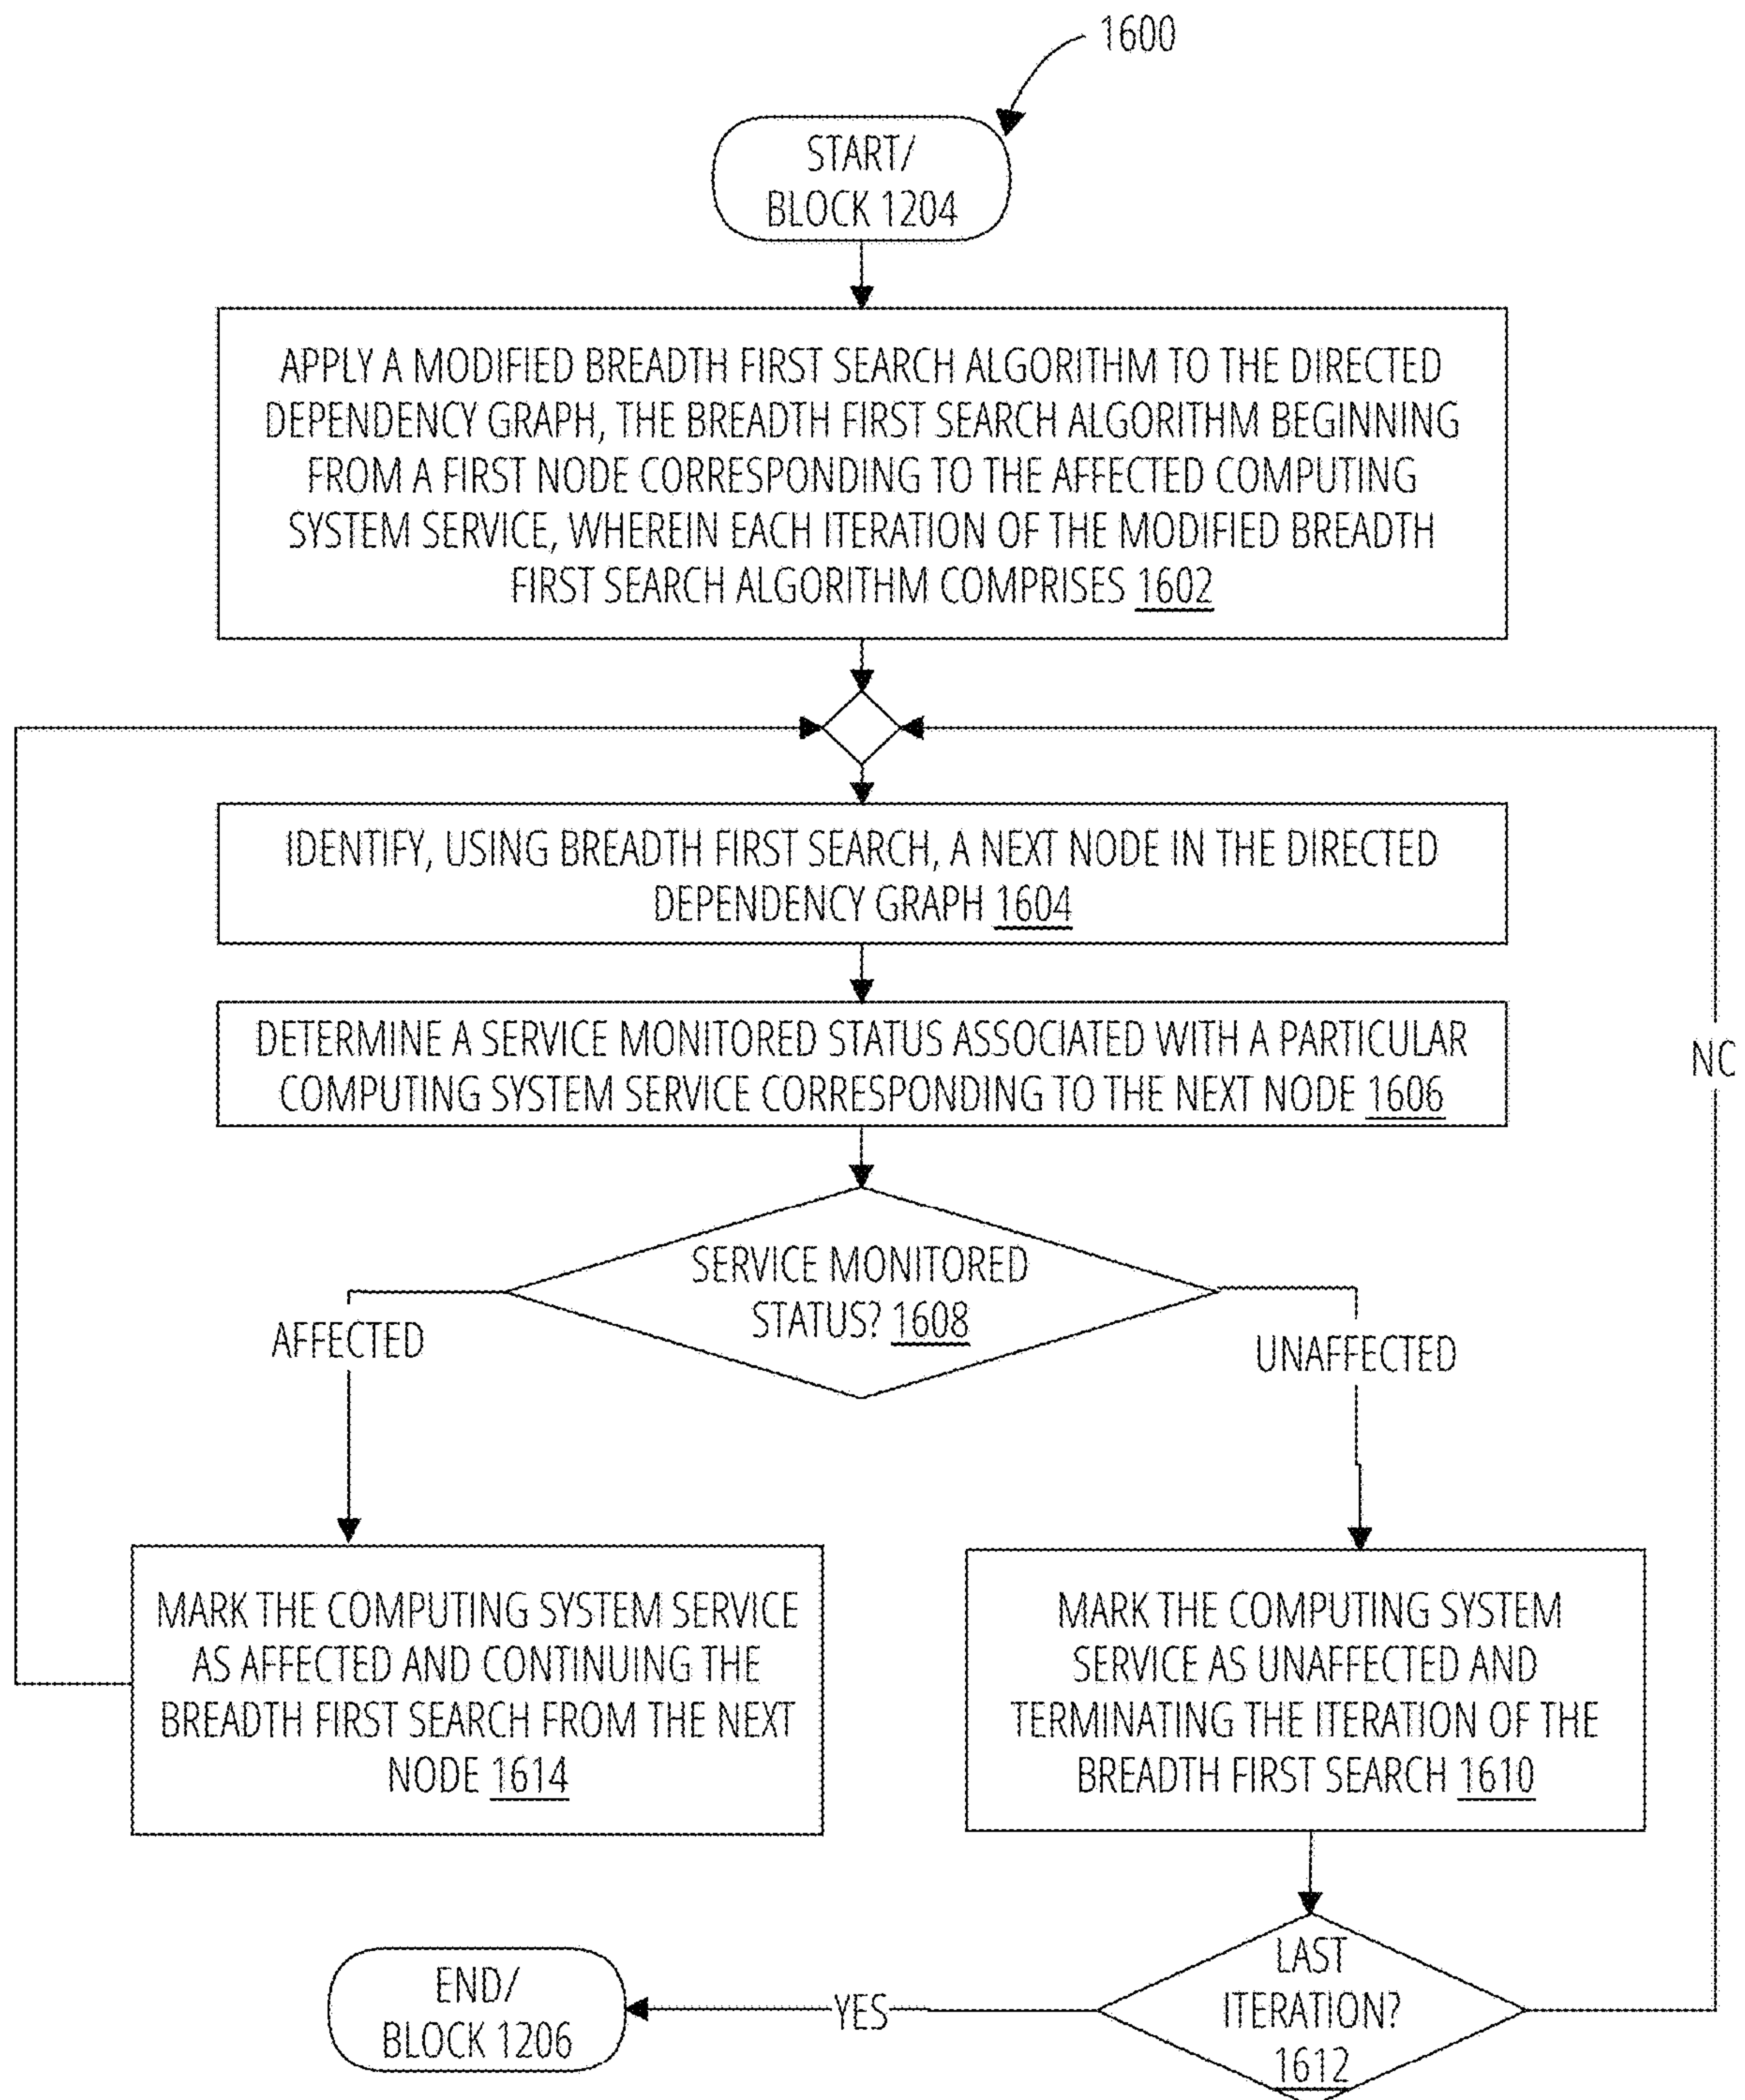 1600
START/
BLOCK 1204
APPLY A MODIFIED BREADTH FIRST SEARCH ALGORITHM TO THE DIRECTED
DEPENDENCY GRAPH, THE BREADTH FIRST SEARCH ALGORITHM BEGINNING
FROM A FIRST NODE CORRESPONDING TO THE AFFECTED COMPUTING
SYSTEM SERVICE, WHEREIN EACH ITERATION OF THE MODIFIED BREADTH
FIRST SEARCH ALGORITHM COMPRISES 1602
IDENTIFY, USING BREADTH FIRST SEARCH, A NEXT NODE IN THE DIRECTED
DEPENDENCY GRAPH 1604
DETERMINE A SERVICE MONITORED STATUS ASSOCIATED WITH A PARTICULAR
COMPUTING SYSTEM SERVICE CORRESPONDING TO THE NEXT NODE 1606
NC
SERVICE MONITORED
STATUS? 1608
AFFECTED
UNAFFECTED
MARK THE COMPUTING SYSTEM SERVICE
AS AFFECTED AND CONTINUING THE
BREADTH FIRST SEARCH FROM THE NEXT
NODE 1614
MARK THE COMPUTING SYSTEM
SERVICE AS UNAFFECTED AND
TERMINATING THE ITERATION OF THE
BREADTH FIRST SEARCH 1610
LAST
ITERATION?
1612
YES
END/
BLOCK 1206